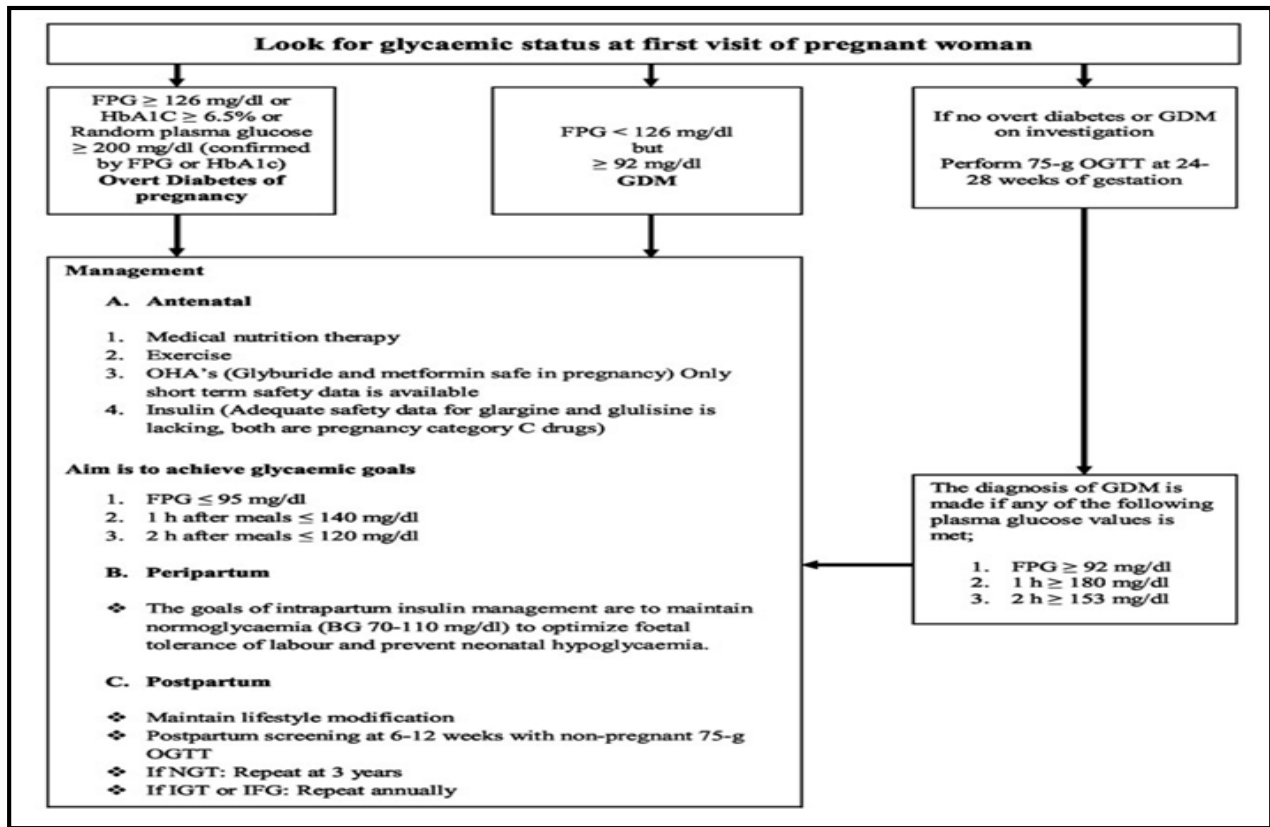 Look for glycaemic status at first visit of pregnant woman
FPG ≥ 126 mg/dl or
HbA1C ≥ 6.5% or
Random plasma glucose
≥ 200 mg/dl (confirmed
by FPG or HbA1c)
Overt Diabetes of
pregnancy
FPG < 126 mg/dl
but
≥ 92 mg/dl
GDM
If no overt diabetes or GDM
on investigation
Perform 75-g OGTT at 24-
28 weeks of gestation
Management
A. Antenatal
1. Medical nutrition therapy
2. Exercise
3. OHA's (Glyburide and metformin safe in pregnancy) Only
short term safety data is available
4. Insulin (Adequate safety data for glargine and glulisine is
lacking, both are pregnancy category C drugs)
Aim is to achieve glycaemic goals
1. FPG ≤ 95 mg/dl
2. 1 h after meals ≤ 140 mg/dl
3. 2 h after meals ≤ 120 mg/dl
B. Peripartum
❖ The goals of intrapartum insulin management are to maintain
normoglycaemia (BG 70-110 mg/dl) to optimize foetal
tolerance of labour and prevent neonatal hypoglycaemia.
C. Postpartum
❖ Maintain lifestyle modification
❖ Postpartum screening at 6-12 weeks with non-pregnant 75-g
OGTT
❖ If NGT: Repeat at 3 years
❖ If IGT or IFG: Repeat annually
The diagnosis of GDM is
made if any of the following
plasma glucose values is
met;
1. FPG ≥ 92 mg/dl
2. 1 h ≥ 180 mg/dl
3. 2 h ≥ 153 mg/dl